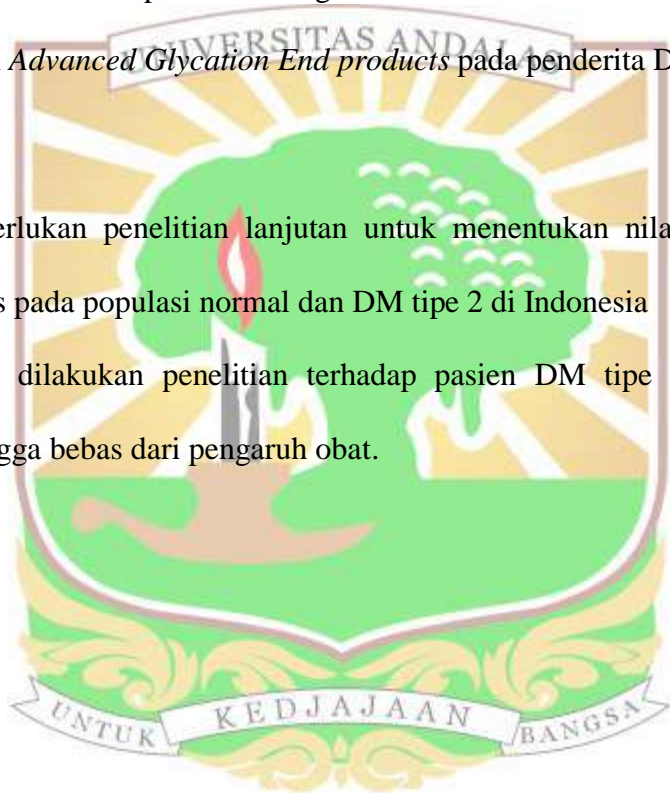 UNIVERSITAS ANDALAS
Advanced Glycation End products pada penderita D
erlukan penelitian lanjutan untuk menentukan nila
s pada populasi normal dan DM tipe 2 di Indonesia
dilakukan penelitian terhadap pasien DM tipe
ngga bebas dari pengaruh obat.
UNTUK KEDJAJAAN BANGSA